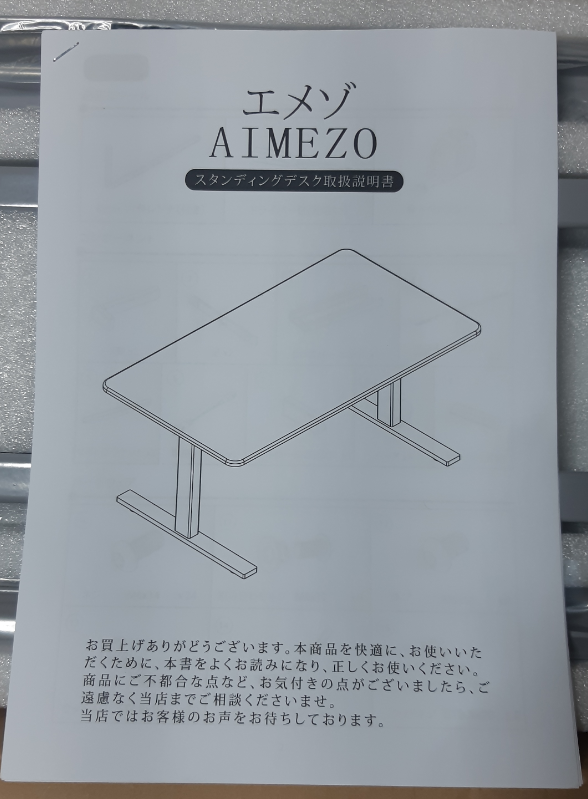 エメゾ
AIMEZO
スタンディングデスク取扱説明書
お買上げありがどうございます。本商品を快適に、お使いいた
だくために、本書をよくお読みになり、正しくお使いください。
商品にご不都合な点など、お気付きの点がございましたら、ご
遠慮なく当店までご相談くださいませ。
当店ではお客様のお声をお待ちしております。